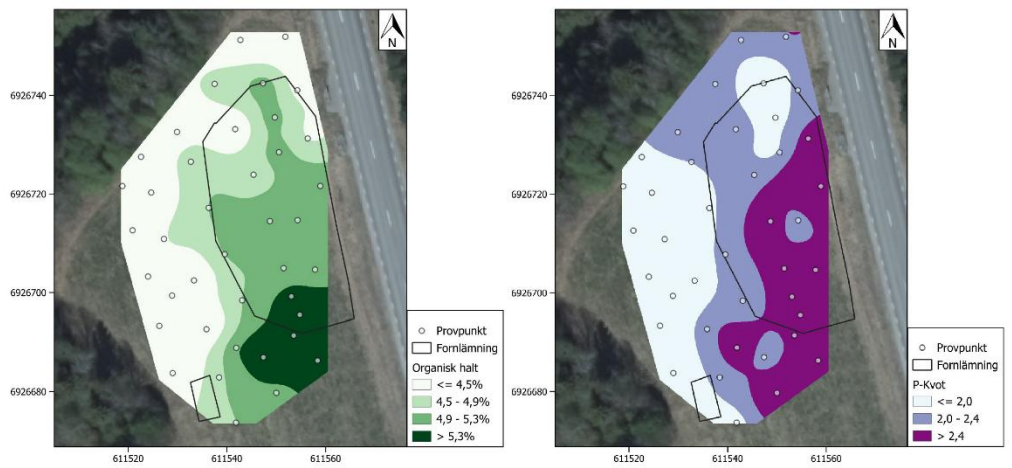 N
6926740
6926720
6926700
6926680
611520
611540
611560
Provpunkt
Fornlämning
Organisk halt
<= 4,5%
4,5 - 4,9%
4,9 - 5,3%
> 5,3%
N
6926740
6926720
6926700
6926680
611520
611540
611560
Provpunkt
Fornlämning
P-Kvot
<= 2,0
2,0 - 2,4
> 2,4